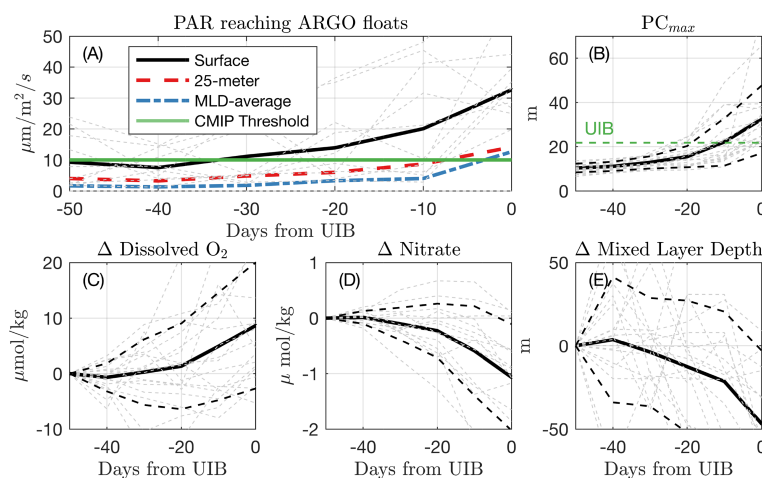 PAR reaching ARGO floats
(A)
Surface
25-meter
MLD-average
CMIP Threshold
μm/m²/s
50
40
30
20
10
0
-50 -40 -30 -20 -10 0
Days from UIB
PCmax
(B)
UIB
m
60
40
20
0
-40 -20 0
Δ Dissolved O₂
(C)
μmol/kg
20
10
0
-10
-40 -20 0
Days from UIB
Δ Nitrate
(D)
μ mol/kg
1
0
-1
-2
-40 -20 0
Days from UIB
Δ Mixed Layer Depth
(E)
m
50
0
-50
-40 -20 0
Days from UIB